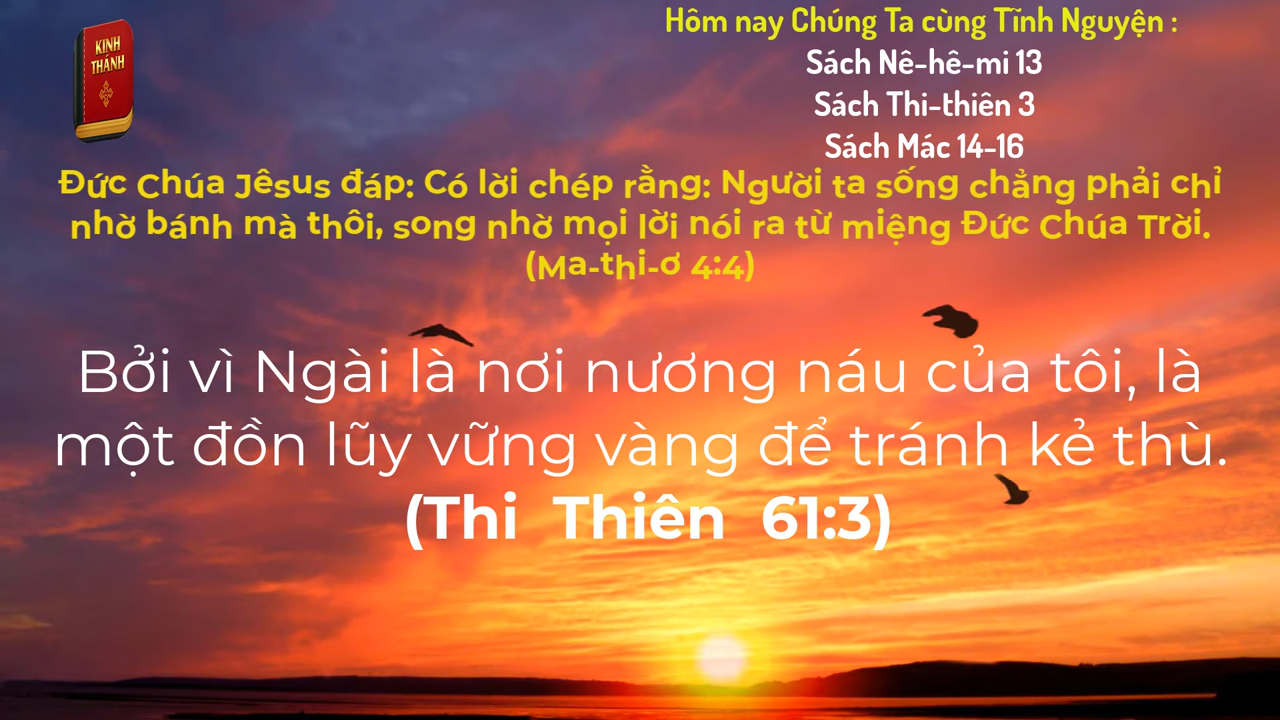 Hôm nay Chúng Ta cùng Tĩnh Nguyện :
KINH
THÁNH
Sách Nê-hê-mi 13
Sách Thi-thiên 3
Sách Mác 14-16
Đức Chúa Jêsus đáp: Có lời chép rằng: Người ta sống chẳng phải chỉ
nhờ bánh mà thôi, song nhờ mọi lời nói ra từ miệng Đức Chúa Trời.
(Ma-thi-ơ 4:4)
Bởi vì Ngài là nơi nương náu của tôi, là
một đồn lũy vững vàng để tránh kẻ thù.
(Thi Thiên 61:3)